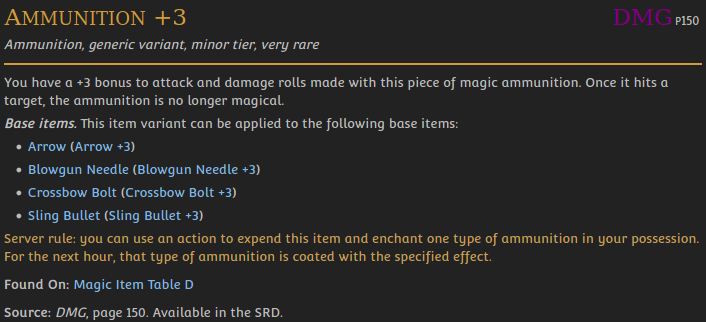 AMMUNITION +3 DMG P150
Ammunition, generic variant, minor tier, very rare
You have a +3 bonus to attack and damage rolls made with this piece of magic ammunition. Once it hits a
target, the ammunition is no longer magical.
Base items. This item variant can be applied to the following base items:
• Arrow (Arrow +3)
• Blowgun Needle (Blowgun Needle +3)
• Crossbow Bolt (Crossbow Bolt +3)
• Sling Bullet (Sling Bullet +3)
Server rule: you can use an action to expend this item and enchant one type of ammunition in your possession.
For the next hour, that type of ammunition is coated with the specified effect.
Found On: Magic Item Table D
Source: DMG, page 150. Available in the SRD.